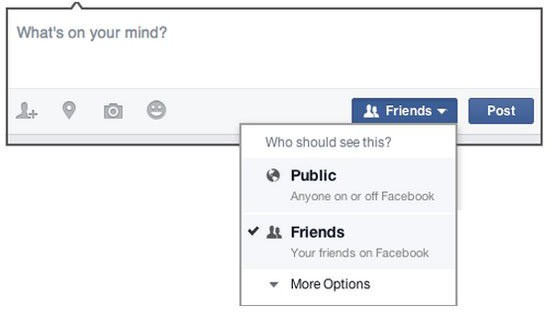 What's on your mind?
Friends
Post
Who should see this?
Public
Anyone on or off Facebook
Friends
Your friends on Facebook
More Options